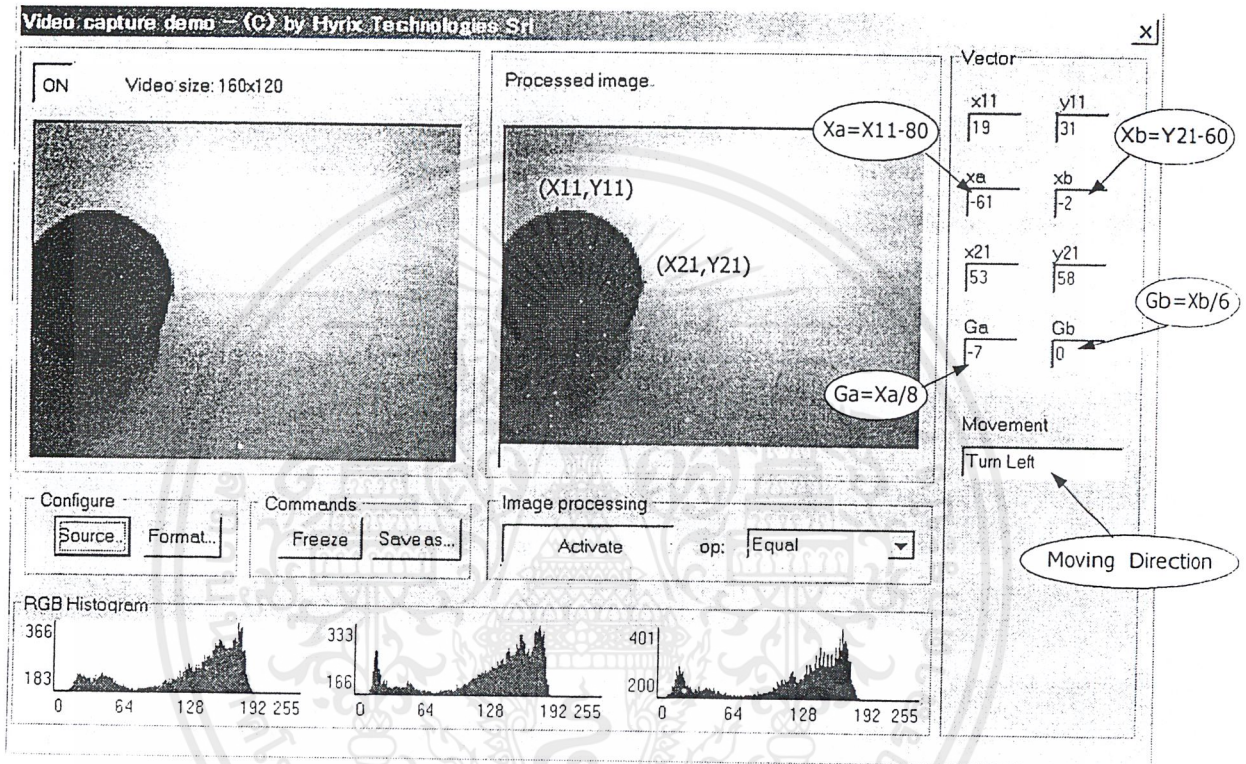 Video capture demo - (C) by Hyrix Technologies Srl
X
ON
Video size: 160x120
Processed image
(X11,Y11)
(X21,Y21)
Xa=X11-80
Xb=Y21-60
Gb=Xb/6
Ga=Xa/8
Moving Direction
Vector
x11
y11
19
31
xa
xb
-61
-2
x21
y21
53
58
Ga
Gb
-7
0
Movement
Turn Left
Configure
Source..
Format...
Commands
Freeze
Save as...
Image processing
Activate
op:
Equal
RGB Histogram
366
183
0 64 128 192 255
333
166
0 64 128 192 255
401
200
0 64 128 192 255